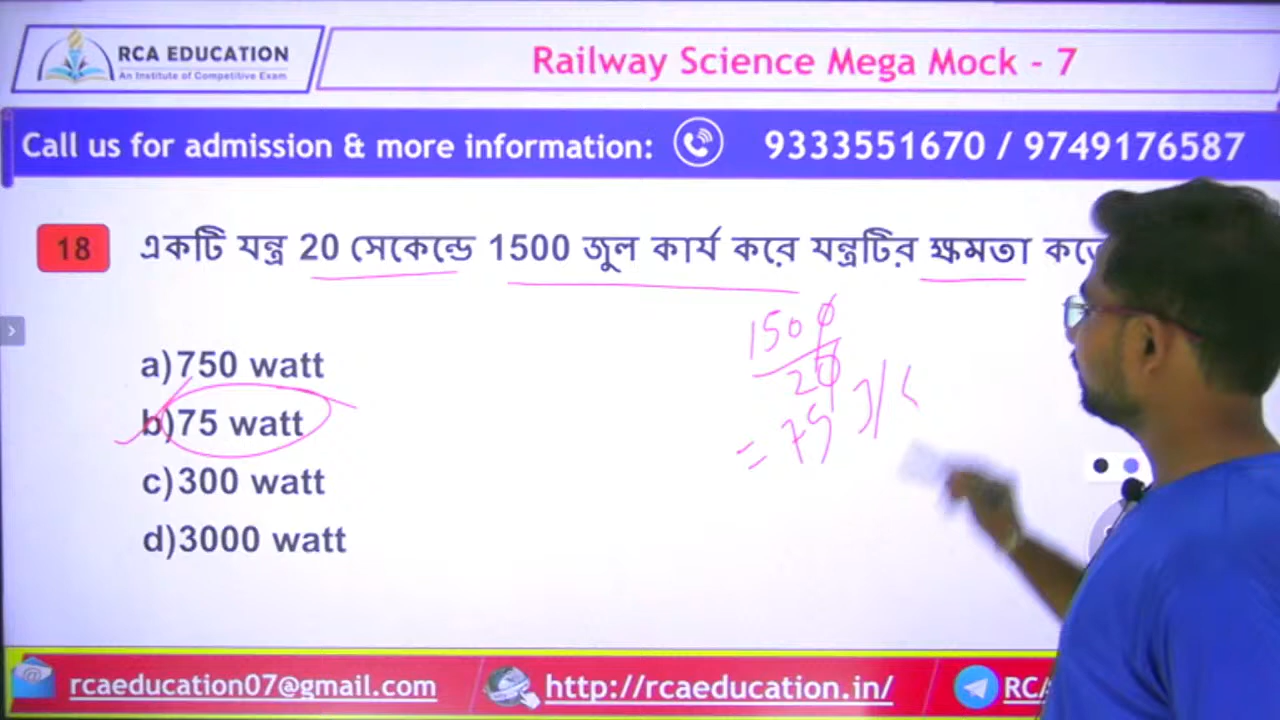 RCA EDUCATION
An Institute of Competitive Exam
Railway Science Mega Mock - 7
Call us for admission & more information: 9333551670 / 9749176587
18 একটি যন্ত্র 20 সেকেন্ডে 1500 জুল কার্য করে যন্ত্রটির ক্ষমতা
1500
20
= 75 J/s
a)750 watt
b)75 watt
c)300 watt
d)3000 watt
rcaeducation07@gmail.com http://rcaeducation.in/